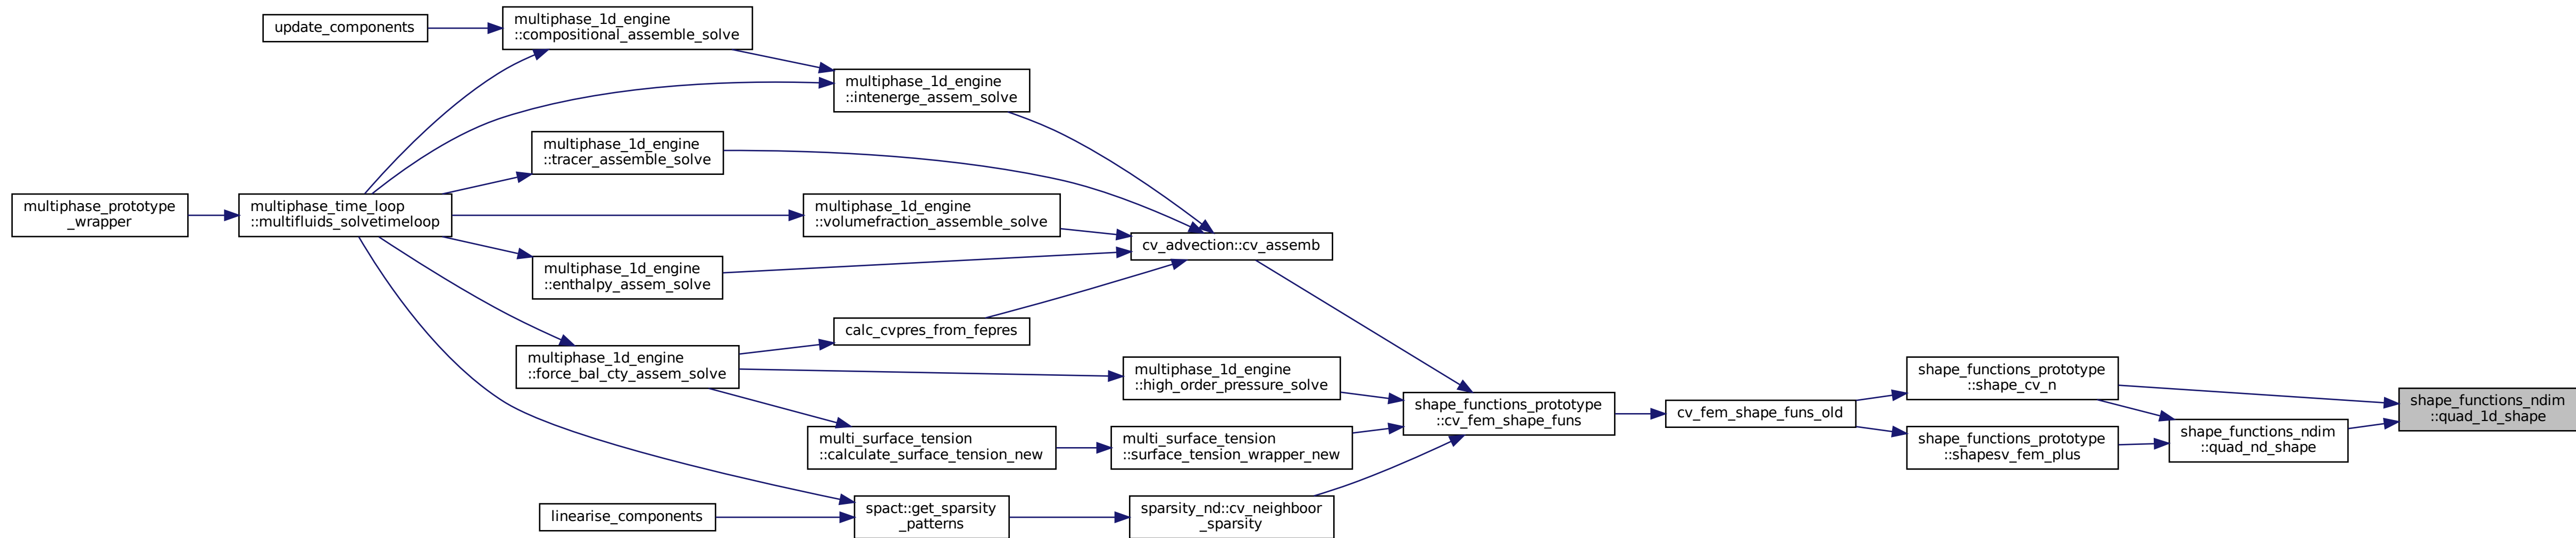 update_components
multiphase_1d_engine
::compositional_assemble_solve
multiphase_1d_engine
::intenerge_assem_solve
multiphase_1d_engine
::tracer_assemble_solve
multiphase_prototype
_wrapper
multiphase_time_loop
::multifluids_solvetimeloop
multiphase_1d_engine
::volumefraction_assemble_solve
cv_advection::cv_assemb
multiphase_1d_engine
::enthalpy_assem_solve
calc_cvpres_from_fepres
multiphase_1d_engine
::force_bal_cty_assem_solve
multiphase_1d_engine
::high_order_pressure_solve
shape_functions_prototype
::cv_fem_shape_funs
cv_fem_shape_funs_old
shape_functions_prototype
::shape_cv_n
shape_functions_ndim
::quad_1d_shape
multi_surface_tension
::calculate_surface_tension_new
multi_surface_tension
::surface_tension_wrapper_new
shape_functions_prototype
::shapesv_fem_plus
shape_functions_ndim
::quad_nd_shape
linearise_components
spact::get_sparsity
_patterns
sparsity_nd::cv_neighboor
_sparsity